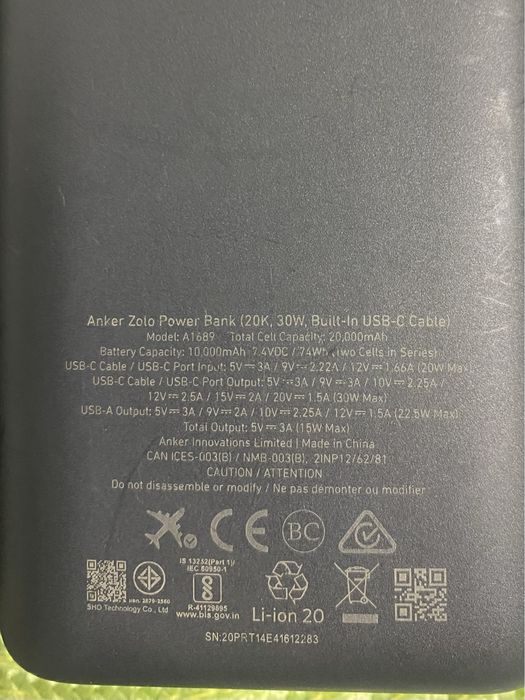 Anker Zolo Power Bank (20K, 30W, Built-In USB-C Cable)
Model: A1689 Total Cell Capacity: 20,000mAh
Battery Capacity: 10,000mAh 7.4VDC / 74Wh (Two Cells in Series)
USB-C Cable / USB-C Port Input: 5V⎓3A / 9V⎓2.22A / 12V⎓1.66A (20W Max)
USB-C Cable / USB-C Port Output: 5V⎓3A / 9V⎓3A / 10V⎓2.25A /
12V⎓2.5A / 15V⎓2A / 20V⎓1.5A (30W Max)
USB-A Output: 5V⎓3A / 9V⎓2A / 10V⎓2.25A / 12V⎓1.5A (22.5W Max)
Total Output: 5V⎓3A (15W Max)
Anker Innovations Limited | Made in China
CAN ICES-003(B) / NMB-003(B), 2INP12/62/81
CAUTION / ATTENTION
Do not disassemble or modify / Ne pas démonter ou modifier
CE BC
IS 13252(Part 1)/
IEC 60950-1
มอก. 2879-2560
SHO Technology Co., Ltd
R-41129895
www.bis.gov.in
Li-ion 20
SN:20PRT14E41612283